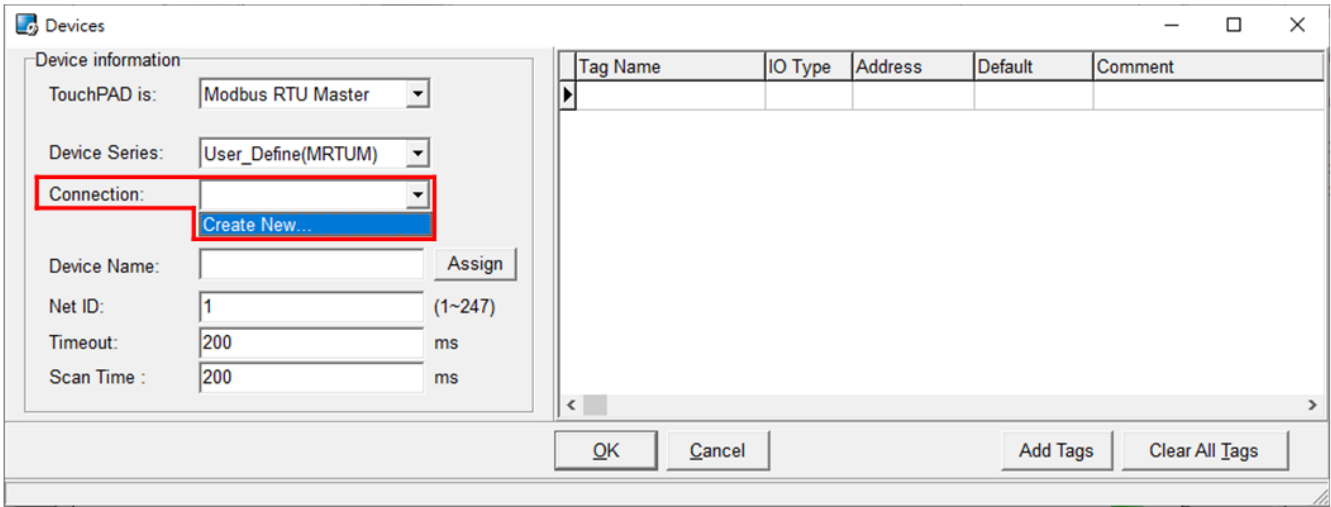 Devices
Device information
TouchPAD is: Modbus RTU Master
Device Series: User_Define(MRTUM)
Connection:
Create New...
Device Name: Assign
Net ID: 1 (1~247)
Timeout: 200 ms
Scan Time : 200 ms
Tag Name IO Type Address Default Comment
OK Cancel Add Tags Clear All Tags